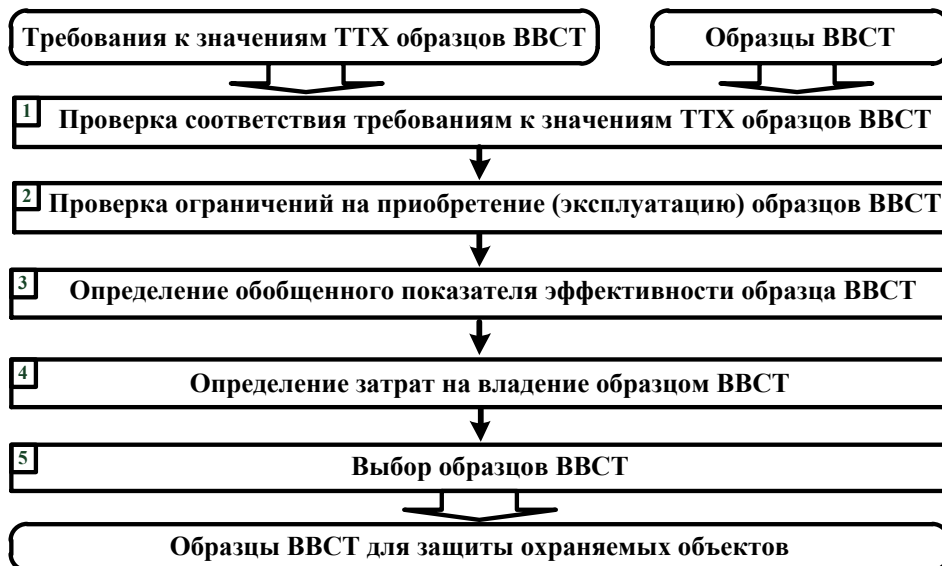 Требования к значениям ТТХ образцов ВВСТ
Образцы ВВСТ
1
Проверка соответствия требованиям к значениям ТТХ образцов ВВСТ
2
Проверка ограничений на приобретение (эксплуатацию) образцов ВВСТ
3
Определение обобщенного показателя эффективности образца ВВСТ
4
Определение затрат на владение образцом ВВСТ
5
Выбор образцов ВВСТ
Образцы ВВСТ для защиты охраняемых объектов